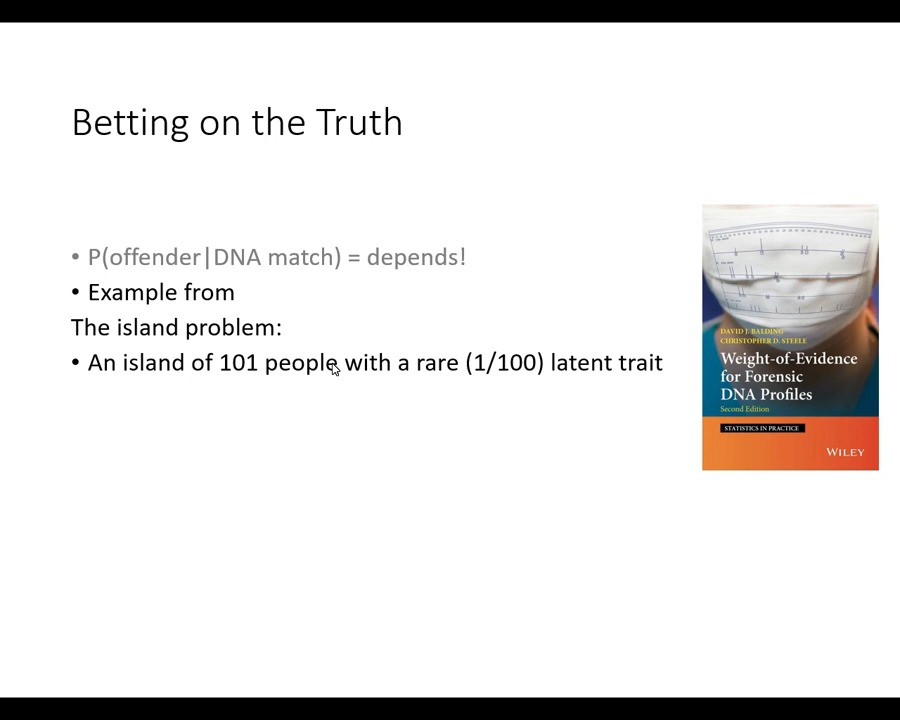 Betting on the Truth
• P(offender|DNA match) = depends!
• Example from
The island problem:
• An island of 101 people with a rare (1/100) latent trait
DAVID J. BALDING
CHRISTOPHER D. STEELE
Weight-of-Evidence
for Forensic
DNA Profiles
Second Edition
STATISTICS IN PRACTICE
WILEY